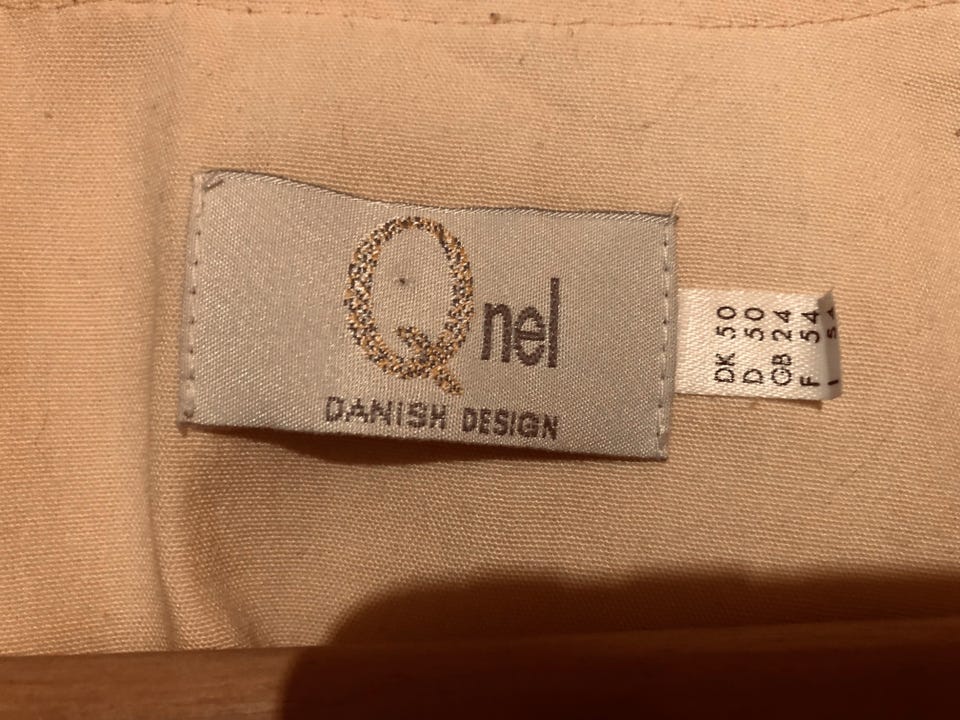 Qnel
DANISH DESIGN
DK 50
D 50
GB 24
F 54
I